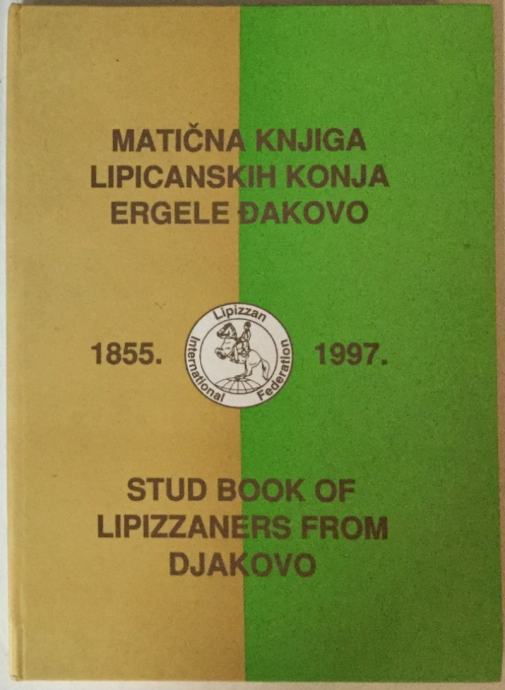 MATIČNA KNJIGA
LIPICANSKIH KONJA
ERGELE ĐAKOVO
1855.
Lipizzan
International Federation
1997.
STUD BOOK OF
LIPIZZANERS FROM
DJAKOVO